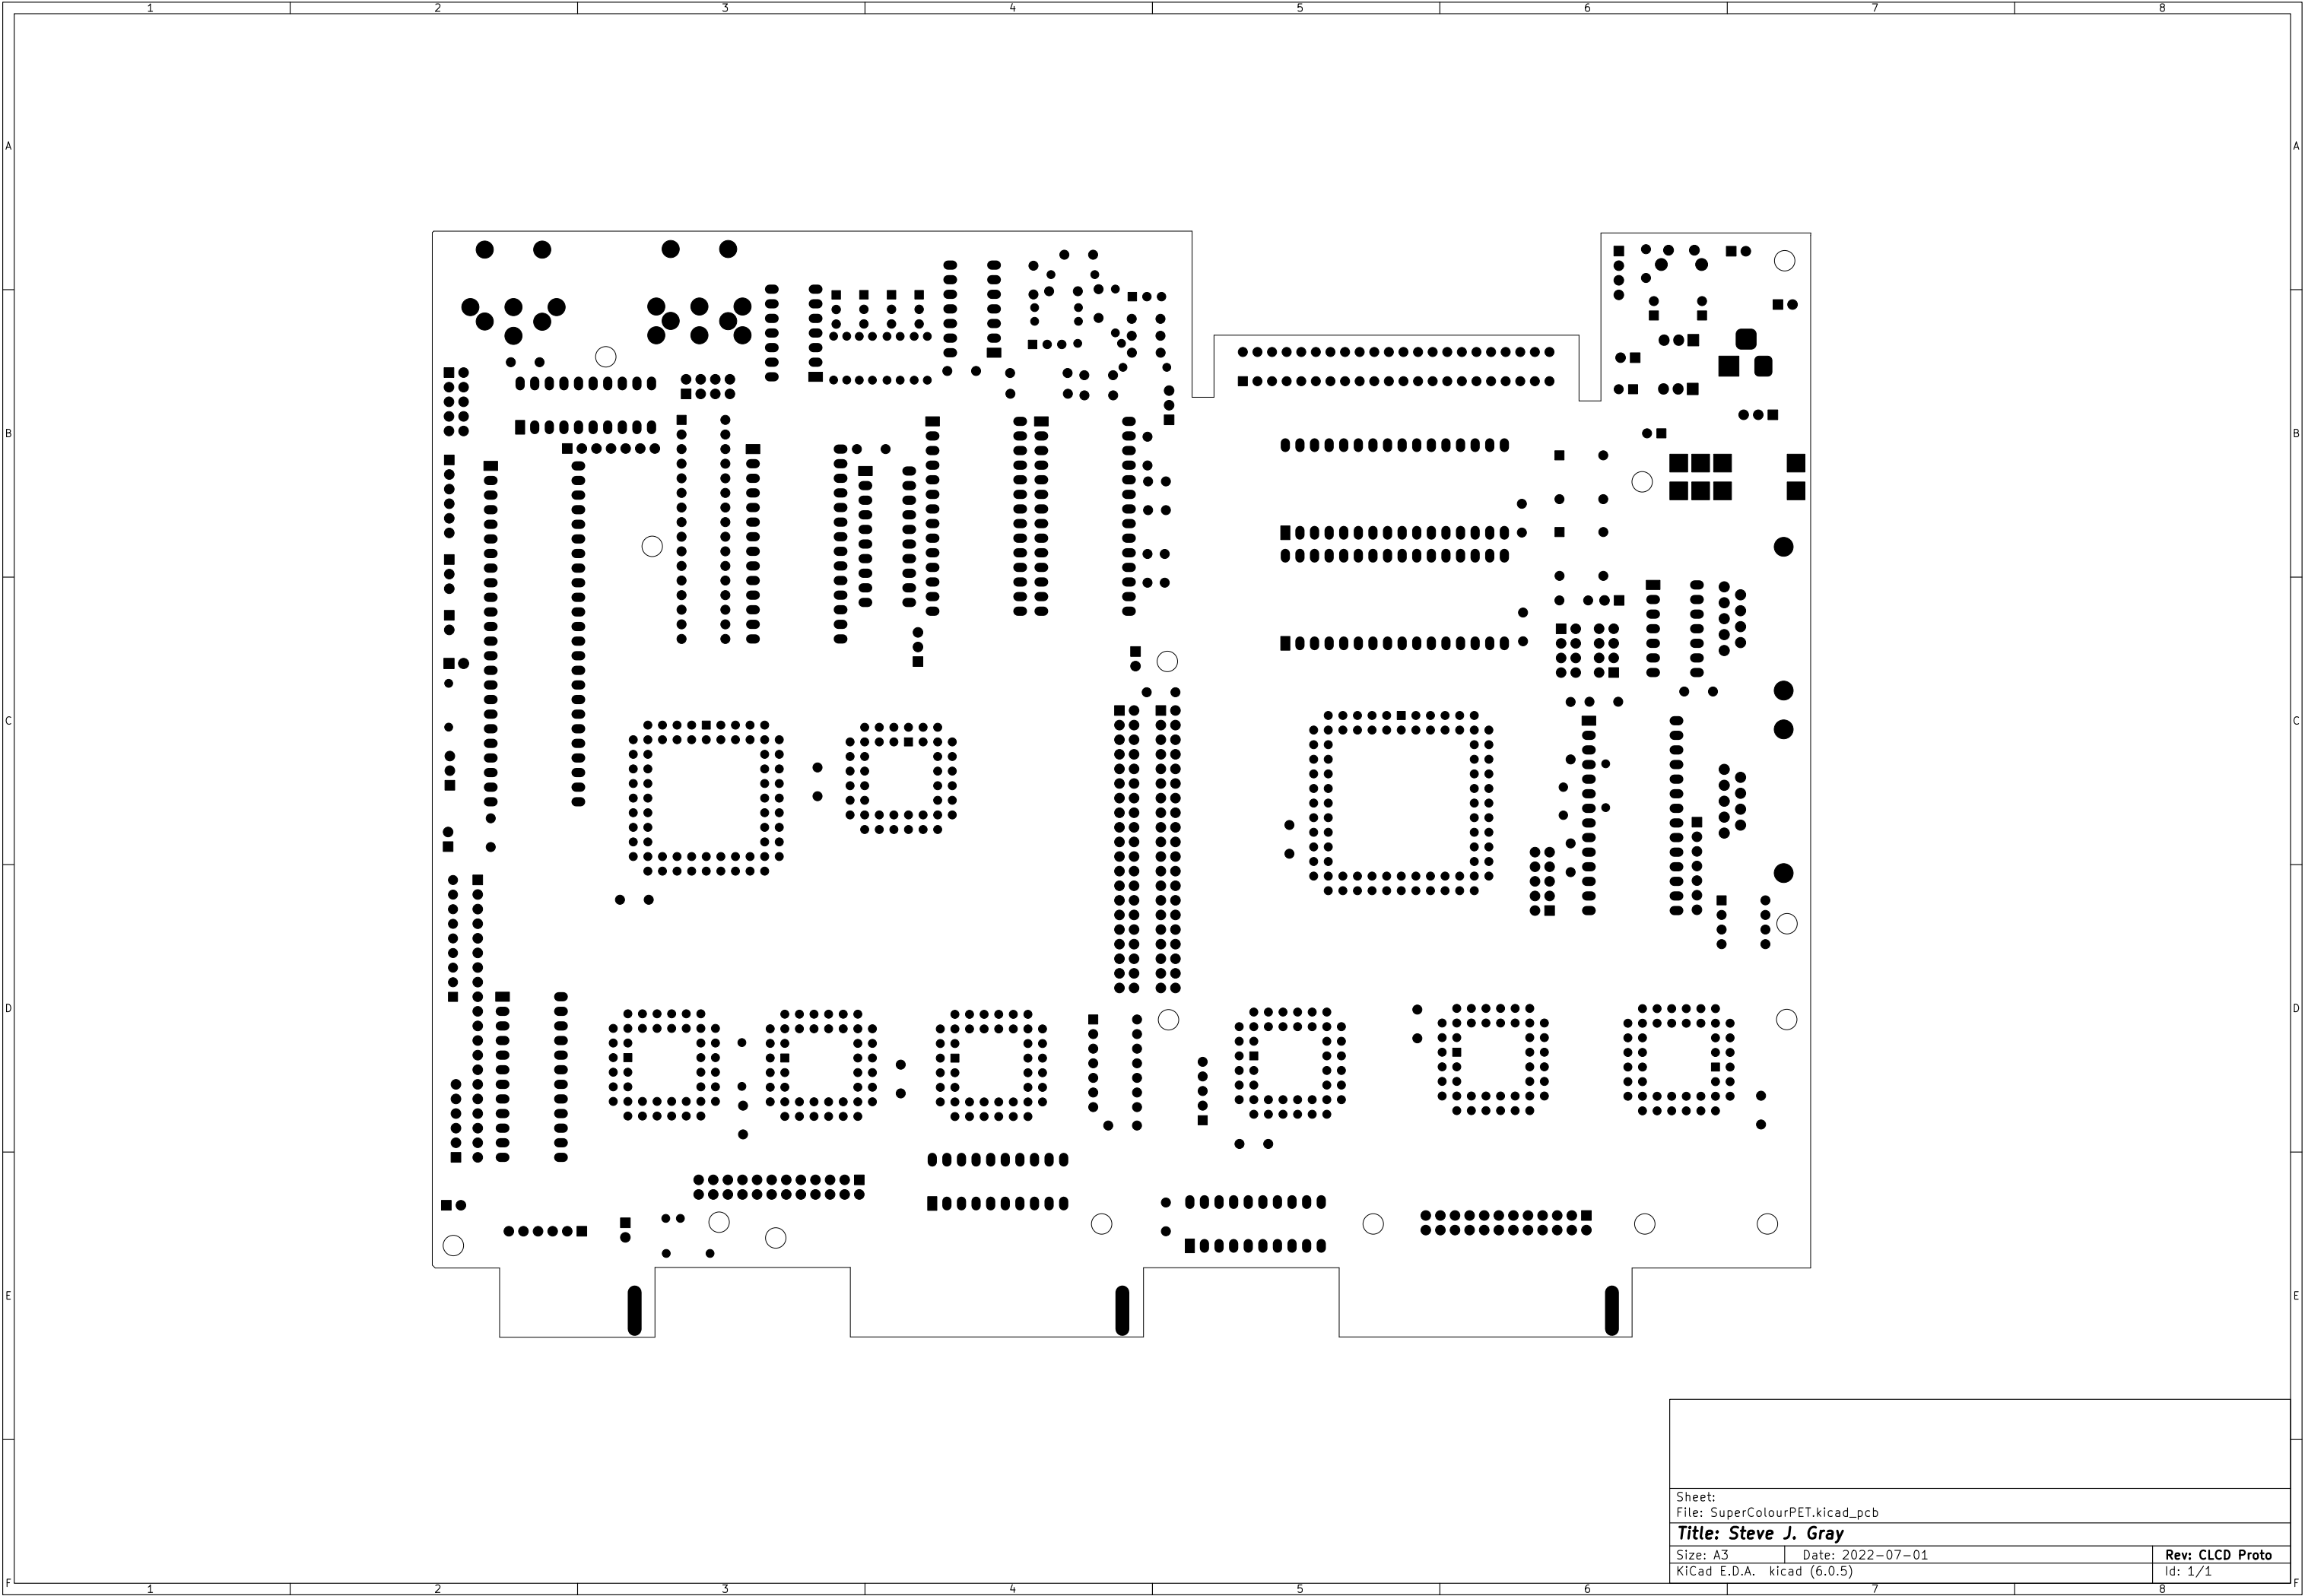 1 2 3 4 5 6 7 8
A A
B B
C C
D D
E E
Sheet:
File: SuperColourPET.kicad_pcb
Title: Steve J. Gray
Size: A3 Date: 2022-07-01 Rev: CLCD Proto
KiCad E.D.A. kicad (6.0.5) Id: 1/1
F F
1 2 3 4 5 6 7 8